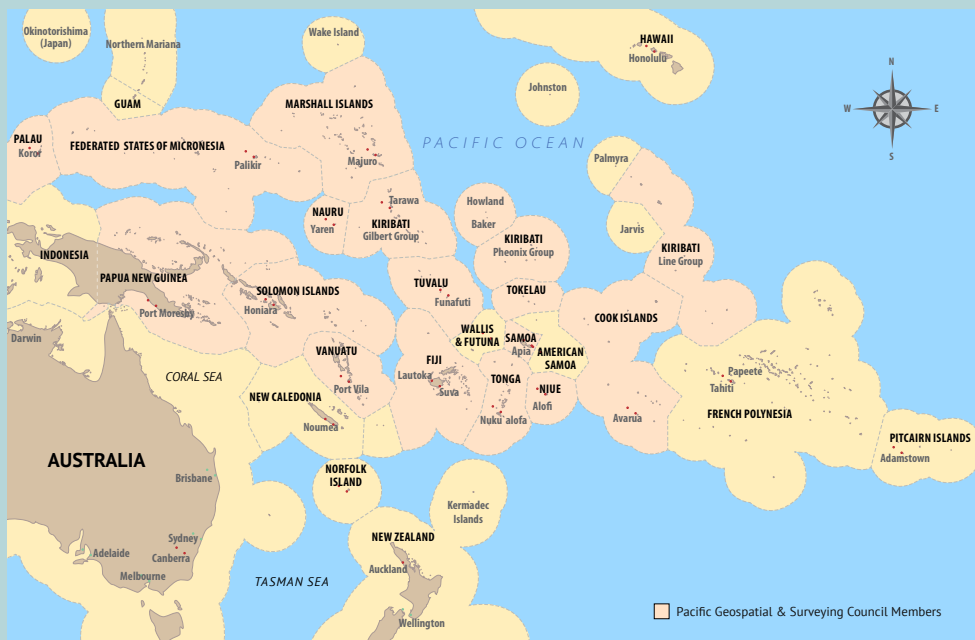 Okinotorishima
(Japan)
Northern Mariana
Wake Island
HAWAII
Honolulu
N
Johnston
GUAM
MARSHALL ISLANDS
W
E
PALAU
Koror
FEDERATED STATES OF MICRONESIA
PACIFIC OCEAN
S
Palikir
Majuro
Palmyra
Tarawa
Howland
NAURU
Yaren
KIRIBATI
Gilbert Group
Baker
Jarvis
KIRIBATI
Pheonix Group
KIRIBATI
Line Group
INDONESIA
PAPUA NEW GUINEA
TUVALU
Funafuti
SOLOMON ISLANDS
TOKELAU
Port Moresby
Honiara
COOK ISLANDS
Darwin
WALLIS
& FUTUNA
SAMOA
Apia
AMERICAN
SAMOA
VANUATU
CORAL SEA
FIJI
Lautoka
Suva
TONGA
NIUE
Papeete
Tahiti
Port Vila
NEW CALEDONIA
Alofi
Nuku'alofa
Avarua
FRENCH POLYNESIA
Noumea
PITCAIRN ISLANDS
Adamstown
AUSTRALIA
Brisbane
NORFOLK
ISLAND
Kermadec
Islands
Sydney
NEW ZEALAND
Adelaide
Canberra
Auckland
Melbourne
TASMAN SEA
Wellington
Pacific Geospatial & Surveying Council Members